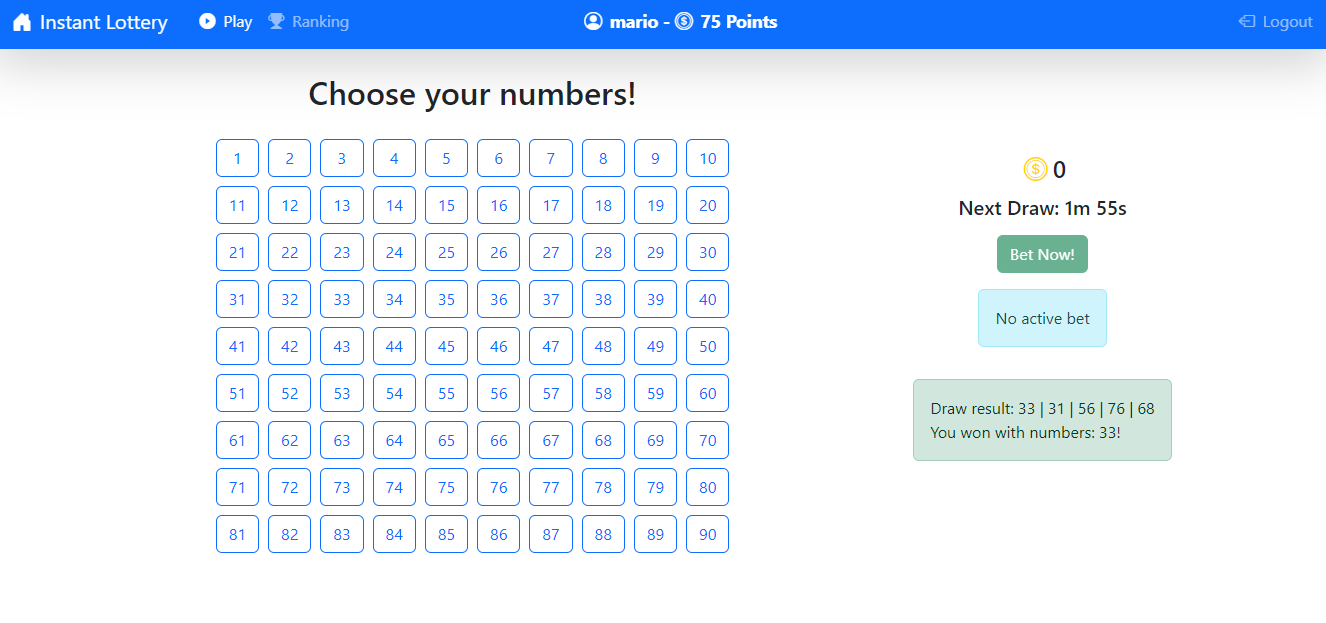 Instant Lottery Play Ranking mario - 75 Points Logout
Choose your numbers!
1 2 3 4 5 6 7 8 9 10
11 12 13 14 15 16 17 18 19 20
21 22 23 24 25 26 27 28 29 30
31 32 33 34 35 36 37 38 39 40
41 42 43 44 45 46 47 48 49 50
51 52 53 54 55 56 57 58 59 60
61 62 63 64 65 66 67 68 69 70
71 72 73 74 75 76 77 78 79 80
81 82 83 84 85 86 87 88 89 90
0
Next Draw: 1m 55s
Bet Now!
No active bet
Draw result: 33 | 31 | 56 | 76 | 68
You won with numbers: 33!